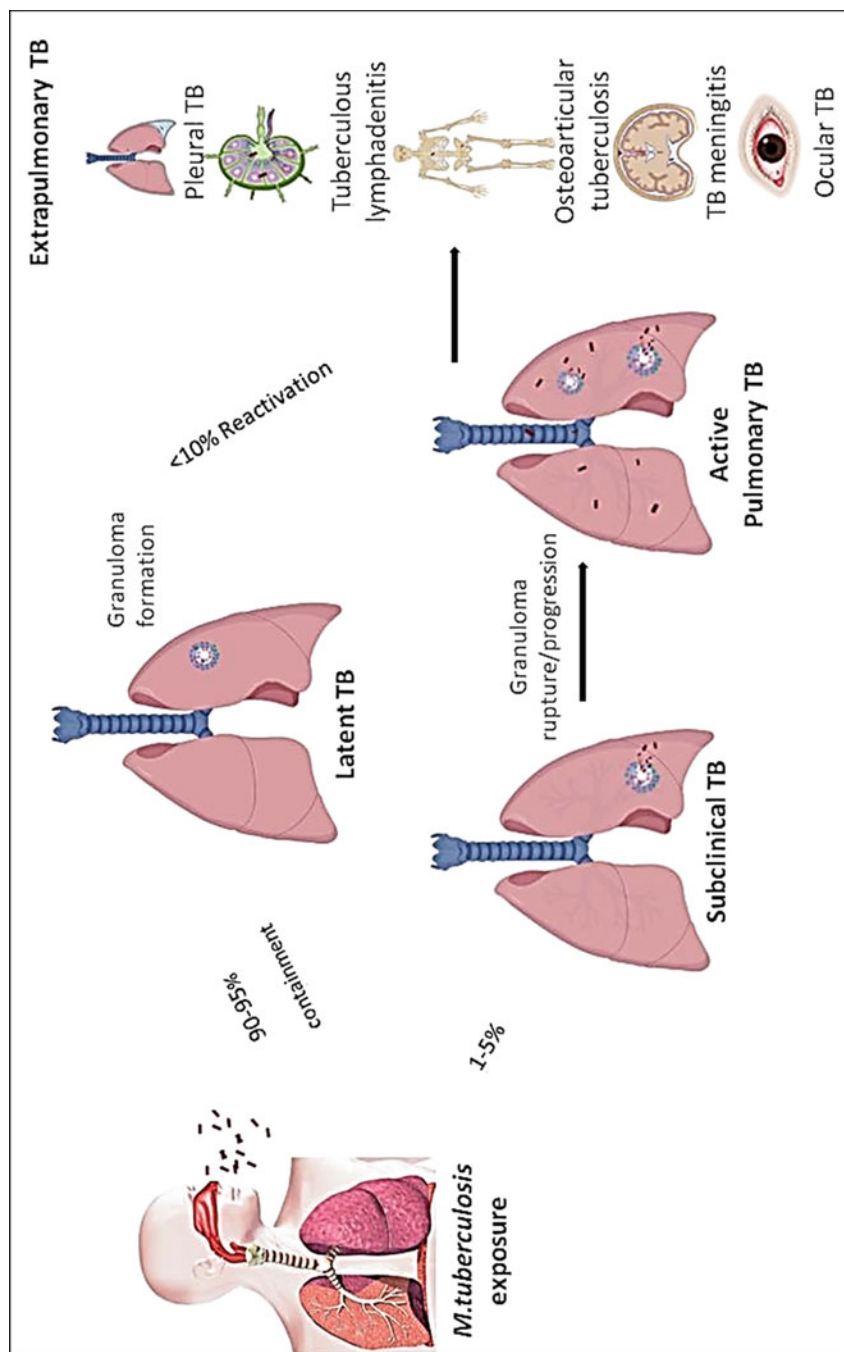 M.tuberculosis
exposure
90-95%
containment
1-5%
Latent TB
Granuloma
formation
<10% Reactivation
Subclinical TB
Granuloma
rupture/progression
Active
Pulmonary TB
Extrapulmonary TB
Pleural TB
Tuberculous
lymphadenitis
Osteoarticular
tuberculosis
TB meningitis
Ocular TB